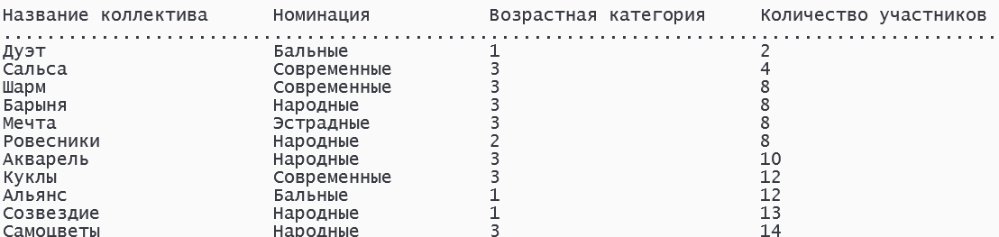 Название коллектива Номинация Возрастная категория Количество участников
............................................................................................
Дуэт Бальные 1 2
Сальса Современные 3 4
Шарм Современные 3 8
Барыня Народные 3 8
Мечта Эстрадные 3 8
Ровесники Народные 2 8
Акварель Народные 3 10
Куклы Современные 3 12
Альянс Бальные 1 12
Созвездие Народные 1 13
Самоцветы Народные 3 14